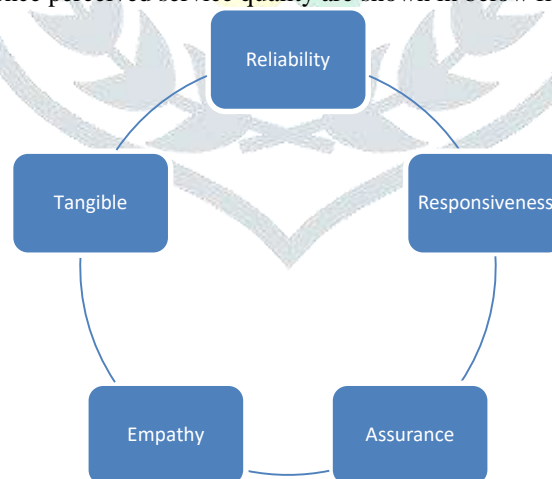 perceived service quality are shown in below
Reliability
Tangible
Responsiveness
Empathy
Assurance